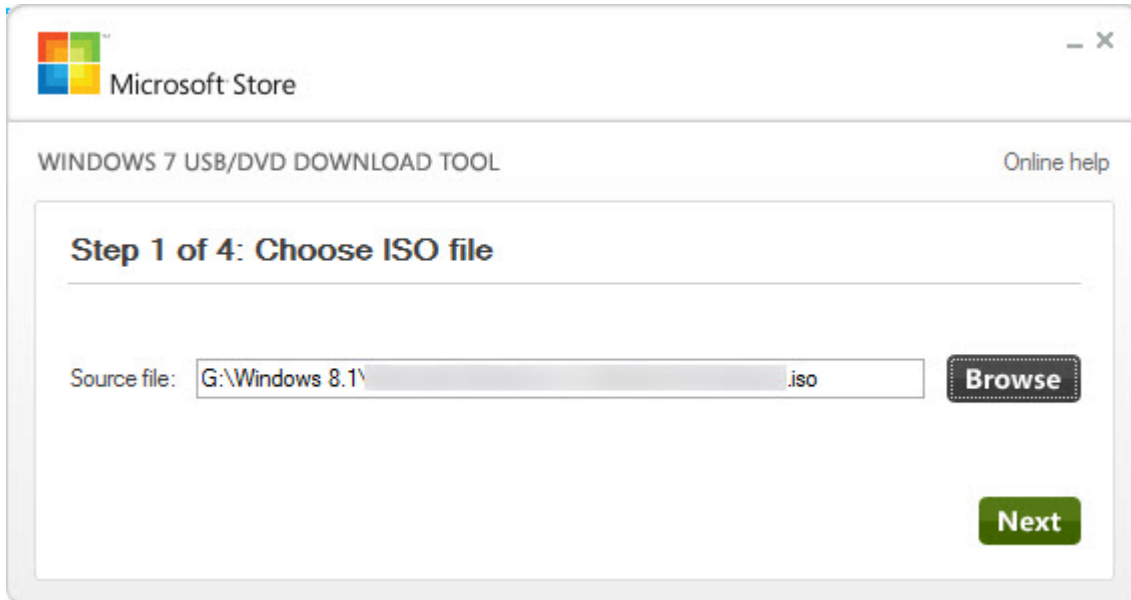 Microsoft Store
WINDOWS 7 USB/DVD DOWNLOAD TOOL Online help
Step 1 of 4: Choose ISO file
Source file: G:\Windows 8.1\ .iso Browse
Next